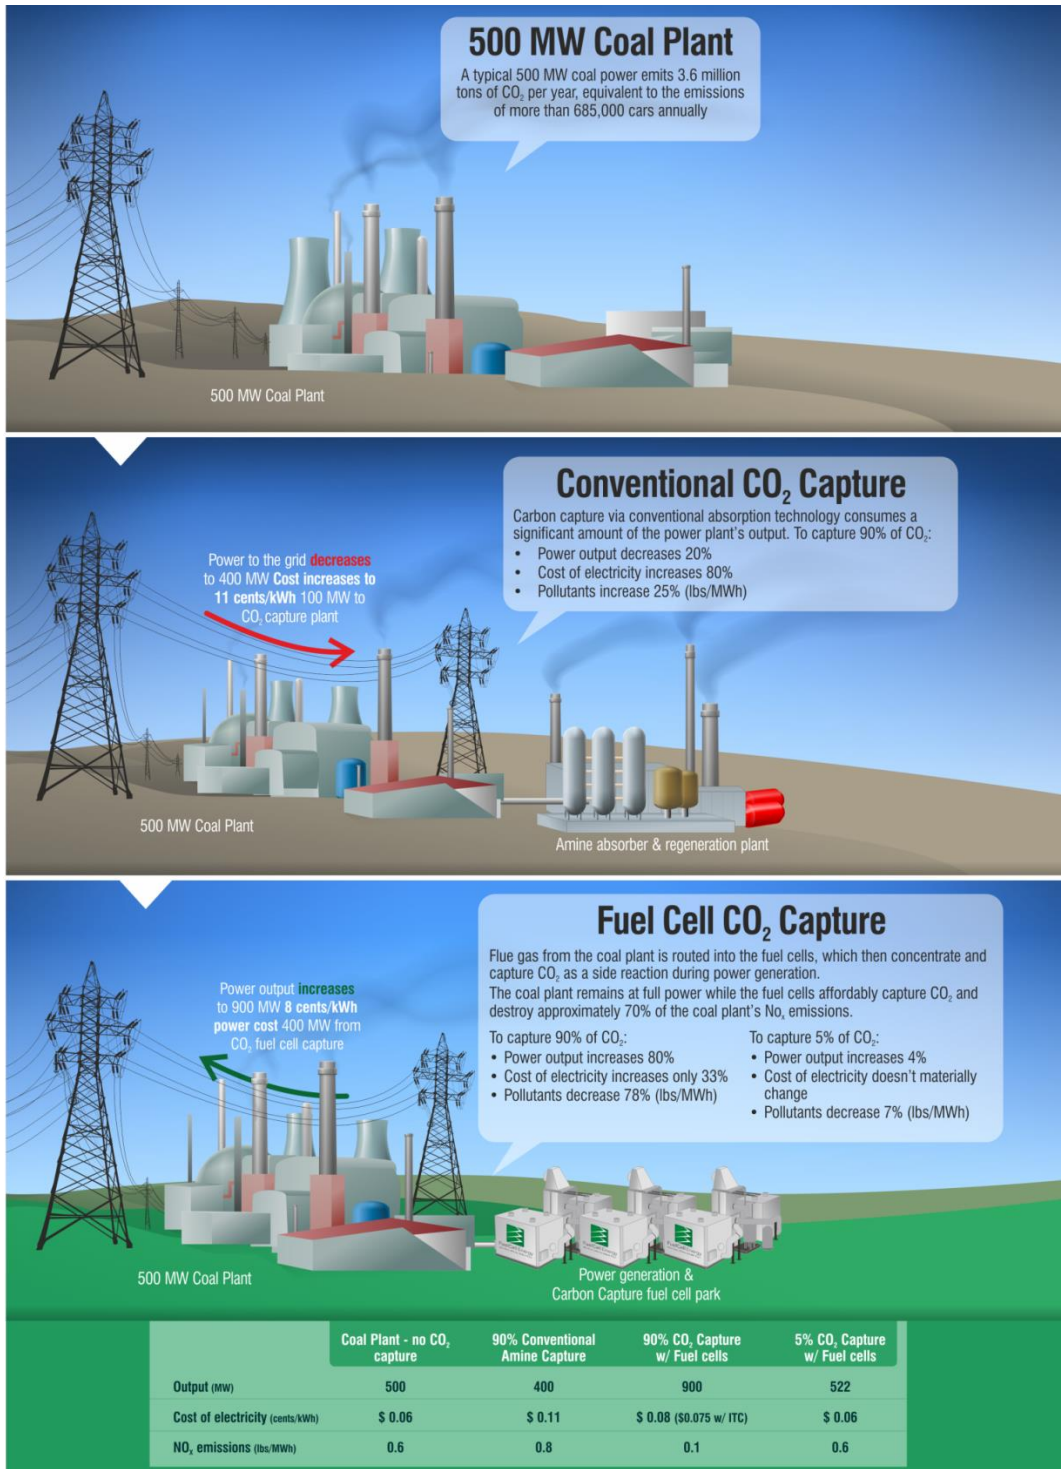 500 MW Coal Plant
A typical 500 MW coal power emits 3.6 million
tons of CO₂ per year, equivalent to the emissions
of more than 685,000 cars annually
500 MW Coal Plant
Conventional CO₂ Capture
Carbon capture via conventional absorption technology consumes a
significant amount of the power plant's output. To capture 90% of CO₂:
• Power output decreases 20%
• Cost of electricity increases 80%
• Pollutants increase 25% (lbs/MWh)
Power to the grid decreases
to 400 MW Cost increases to
11 cents/kWh 100 MW to
CO₂ capture plant
500 MW Coal Plant
Amine absorber & regeneration plant
Fuel Cell CO₂ Capture
Flue gas from the coal plant is routed into the fuel cells, which then concentrate and
capture CO₂ as a side reaction during power generation.
The coal plant remains at full power while the fuel cells affordably capture CO₂ and
destroy approximately 70% of the coal plant's Noₓ emissions.
To capture 90% of CO₂:
• Power output increases 80%
• Cost of electricity increases only 33%
• Pollutants decrease 78% (lbs/MWh)
To capture 5% of CO₂:
• Power output increases 4%
• Cost of electricity doesn't materially
change
• Pollutants decrease 7% (lbs/MWh)
Power output increases
to 900 MW 8 cents/kWh
power cost 400 MW from
CO₂ fuel cell capture
500 MW Coal Plant
Power generation &
Carbon Capture fuel cell park
Coal Plant - no CO₂ capture 90% Conventional Amine Capture 90% CO₂ Capture w/ Fuel cells 5% CO₂ Capture w/ Fuel cells
Output (MW) 500 400 900 522
Cost of electricity (cents/kWh) $ 0.06 $ 0.11 $ 0.08 ($0.075 w/ ITC) $ 0.06
NOₓ emissions (lbs/MWh) 0.6 0.8 0.1 0.6